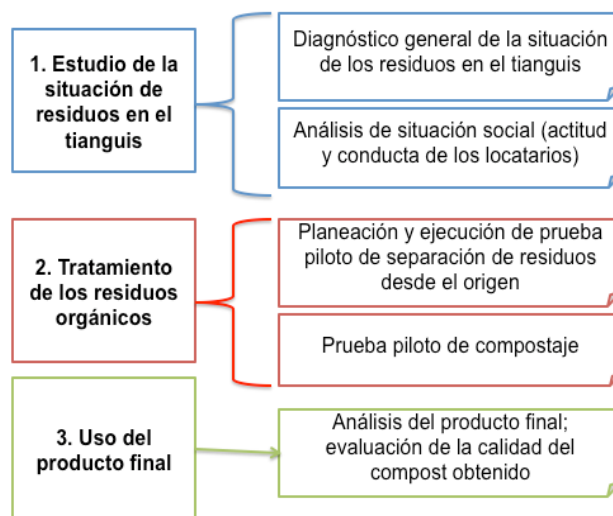 1. Estudio de la
situación de
residuos en el
tianguis
Diagnóstico general de la situación
de los residuos en el tianguis
Análisis de situación social (actitud
y conducta de los locatarios)
2. Tratamiento
de los residuos
orgánicos
Planeación y ejecución de prueba
piloto de separación de residuos
desde el origen
Prueba piloto de compostaje
3. Uso del
producto final
Análisis del producto final;
evaluación de la calidad del
compost obtenido